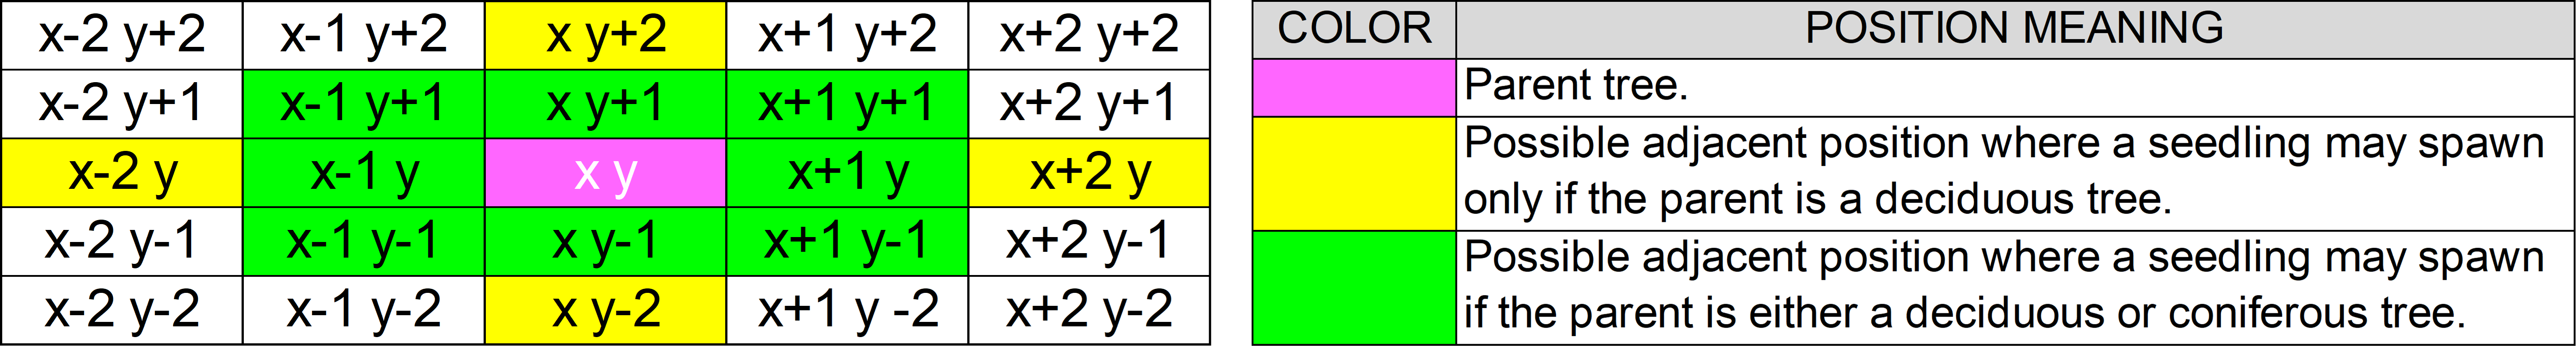 x-2 y+2 x-1 y+2 x y+2 x+1 y+2 x+2 y+2
x-2 y+1 x-1 y+1 x y+1 x+1 y+1 x+2 y+1
x-2 y x-1 y x y x+1 y x+2 y
x-2 y-1 x-1 y-1 x y-1 x+1 y-1 x+2 y-1
x-2 y-2 x-1 y-2 x y-2 x+1 y -2 x+2 y-2
COLOR POSITION MEANING
Parent tree.
Possible adjacent position where a seedling may spawn
only if the parent is a deciduous tree.
Possible adjacent position where a seedling may spawn
if the parent is either a deciduous or coniferous tree.